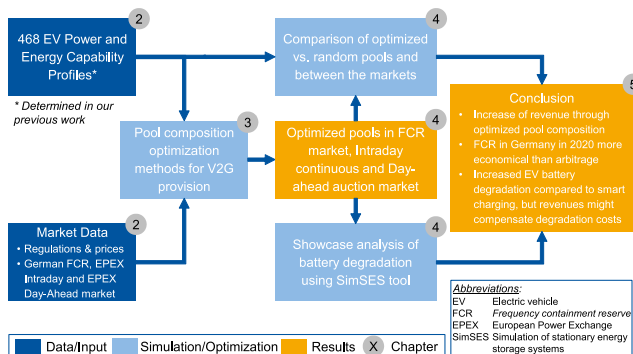 2
468 EV Power and
Energy Capability
Profiles*
* Determined in our
previous work
4
Comparison of optimized
vs. random pools and
between the markets
3
Pool composition
optimization
methods for V2G
provision
4
Optimized pools in FCR
market, Intraday
continuous and Day-
ahead auction market
5
Conclusion
• Increase of revenue through
optimized pool composition
• FCR in Germany in 2020 more
economical than arbitrage
• Increased EV battery
degradation compared to smart
charging, but revenues might
compensate degradation costs
2
Market Data
• Regulations & prices
• German FCR, EPEX
Intraday and EPEX
Day-Ahead market
4
Showcase analysis of
battery degradation
using SimSES tool
Abbreviations:
EV Electric vehicle
FCR Frequency containment reserve
EPEX European Power Exchange
SimSES Simulation of stationary energy
storage systems
Data/Input Simulation/Optimization Results X Chapter